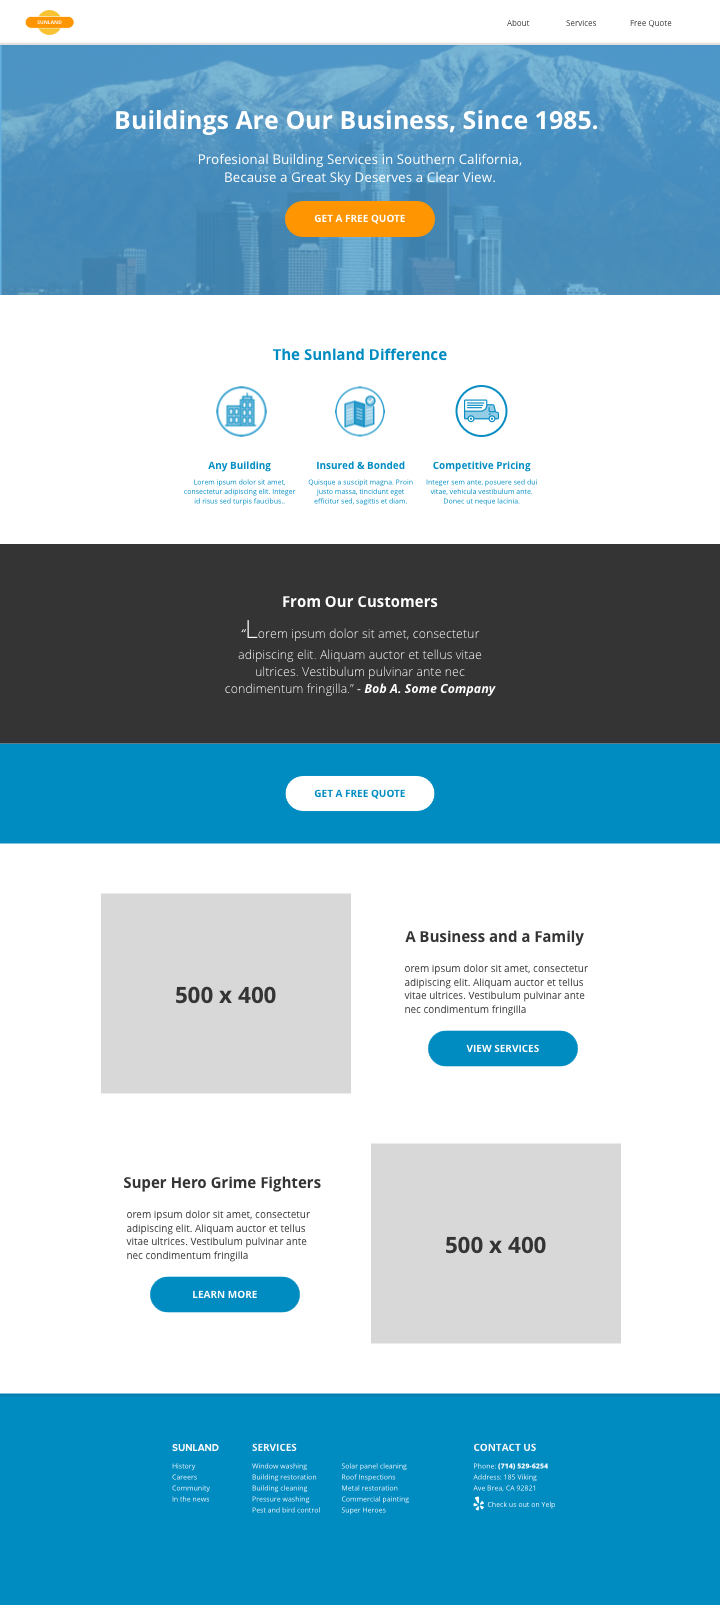 SUNLAND
About Services Free Quote
Buildings Are Our Business, Since 1985.
Profesional Building Services in Southern California,
Because a Great Sky Deserves a Clear View.
GET A FREE QUOTE
The Sunland Difference
Any Building
Lorem ipsum dolor sit amet,
consectetur adipiscing elit. Integer
id risus sed turpis faucibus..
Insured & Bonded
Quisque a suscipit magna. Proin
justo massa, tincidunt eget
efficitur sed, sagittis et diam.
Competitive Pricing
Integer sem ante, posuere sed dui
vitae, vehicula vestibulum ante.
Donec ut neque lacinia.
From Our Customers
“Lorem ipsum dolor sit amet, consectetur
adipiscing elit. Aliquam auctor et tellus vitae
ultrices. Vestibulum pulvinar ante nec
condimentum fringilla.” - Bob A. Some Company
GET A FREE QUOTE
500 x 400
A Business and a Family
orem ipsum dolor sit amet, consectetur
adipiscing elit. Aliquam auctor et tellus
vitae ultrices. Vestibulum pulvinar ante
nec condimentum fringilla
VIEW SERVICES
Super Hero Grime Fighters
orem ipsum dolor sit amet, consectetur
adipiscing elit. Aliquam auctor et tellus
vitae ultrices. Vestibulum pulvinar ante
nec condimentum fringilla
LEARN MORE
500 x 400
SUNLAND
History
Careers
Community
In the news
SERVICES
Window washing
Building restoration
Building cleaning
Pressure washing
Pest and bird control
Solar panel cleaning
Roof Inspections
Metal restoration
Commercial painting
Super Heroes
CONTACT US
Phone: (714) 529-6254
Address: 185 Viking
Ave Brea, CA 92821
Check us out on Yelp